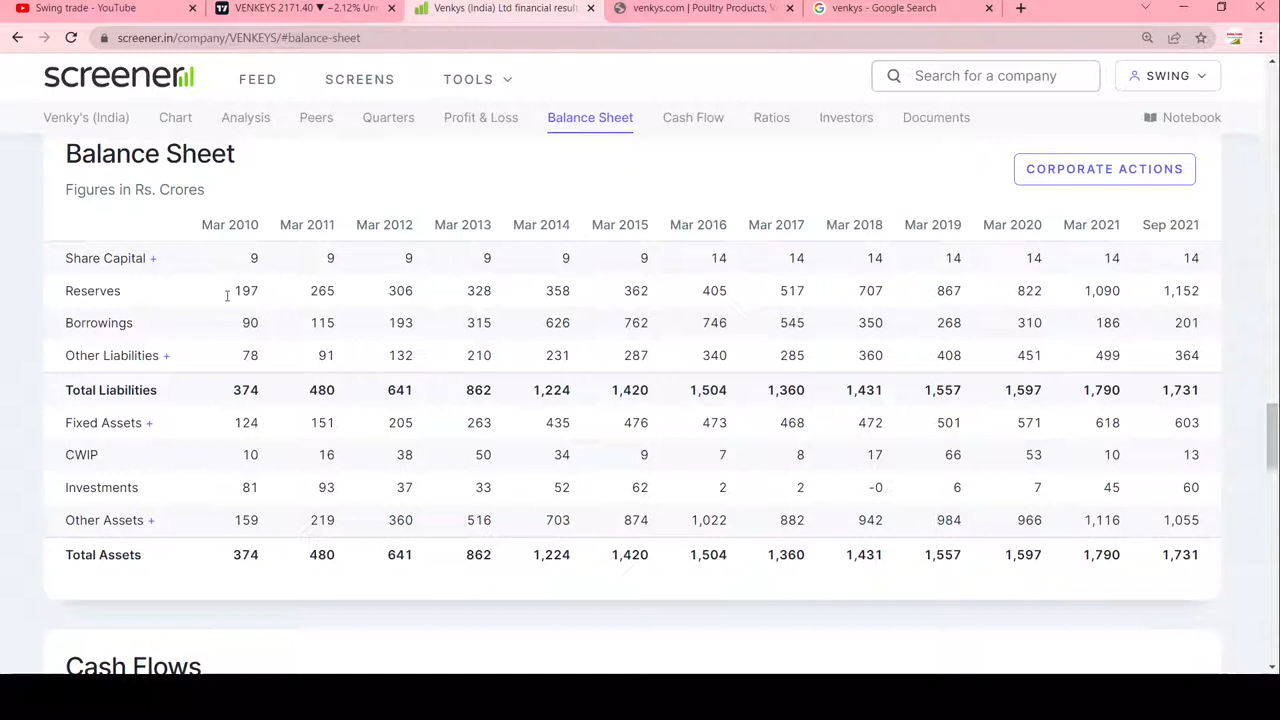 Swing trade - YouTube × VENKEYS 2171.40 ▼ −2.12% Un × Venkys (India) Ltd financial result × venkys.com | Poultry Products, V × venkys - Google Search × +
screener.in/company/VENKEYS/#balance-sheet
screener FEED SCREENS TOOLS Search for a company SWING
Venky's (India) Chart Analysis Peers Quarters Profit & Loss Balance Sheet Cash Flow Ratios Investors Documents Notebook
Balance Sheet
CORPORATE ACTIONS
Figures in Rs. Crores
Mar 2010 Mar 2011 Mar 2012 Mar 2013 Mar 2014 Mar 2015 Mar 2016 Mar 2017 Mar 2018 Mar 2019 Mar 2020 Mar 2021 Sep 2021
Share Capital + 9 9 9 9 9 9 14 14 14 14 14 14 14
Reserves 197 265 306 328 358 362 405 517 707 867 822 1,090 1,152
Borrowings 90 115 193 315 626 762 746 545 350 268 310 186 201
Other Liabilities + 78 91 132 210 231 287 340 285 360 408 451 499 364
Total Liabilities 374 480 641 862 1,224 1,420 1,504 1,360 1,431 1,557 1,597 1,790 1,731
Fixed Assets + 124 151 205 263 435 476 473 468 472 501 571 618 603
CWIP 10 16 38 50 34 9 7 8 17 66 53 10 13
Investments 81 93 37 33 52 62 2 2 -0 6 7 45 60
Other Assets + 159 219 360 516 703 874 1,022 882 942 984 966 1,116 1,055
Total Assets 374 480 641 862 1,224 1,420 1,504 1,360 1,431 1,557 1,597 1,790 1,731
Cash Flows